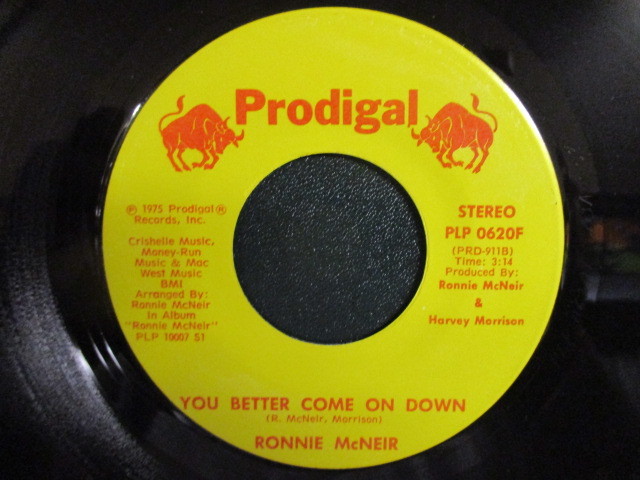 Prodigal
℗ 1975 Prodigal®
Records, Inc.
Crishelle Music,
Money-Run
Music & Mac
West Music
BMI
Arranged By:
Ronnie McNeir
In Album
"Ronnie McNeir"
PLP 10007 S1
STEREO
PLP 0620F
(PRD-911B)
Time: 3:14
Produced By:
Ronnie McNeir
&
Harvey Morrison
YOU BETTER COME ON DOWN
(R. McNeir, Morrison)
RONNIE McNEIR